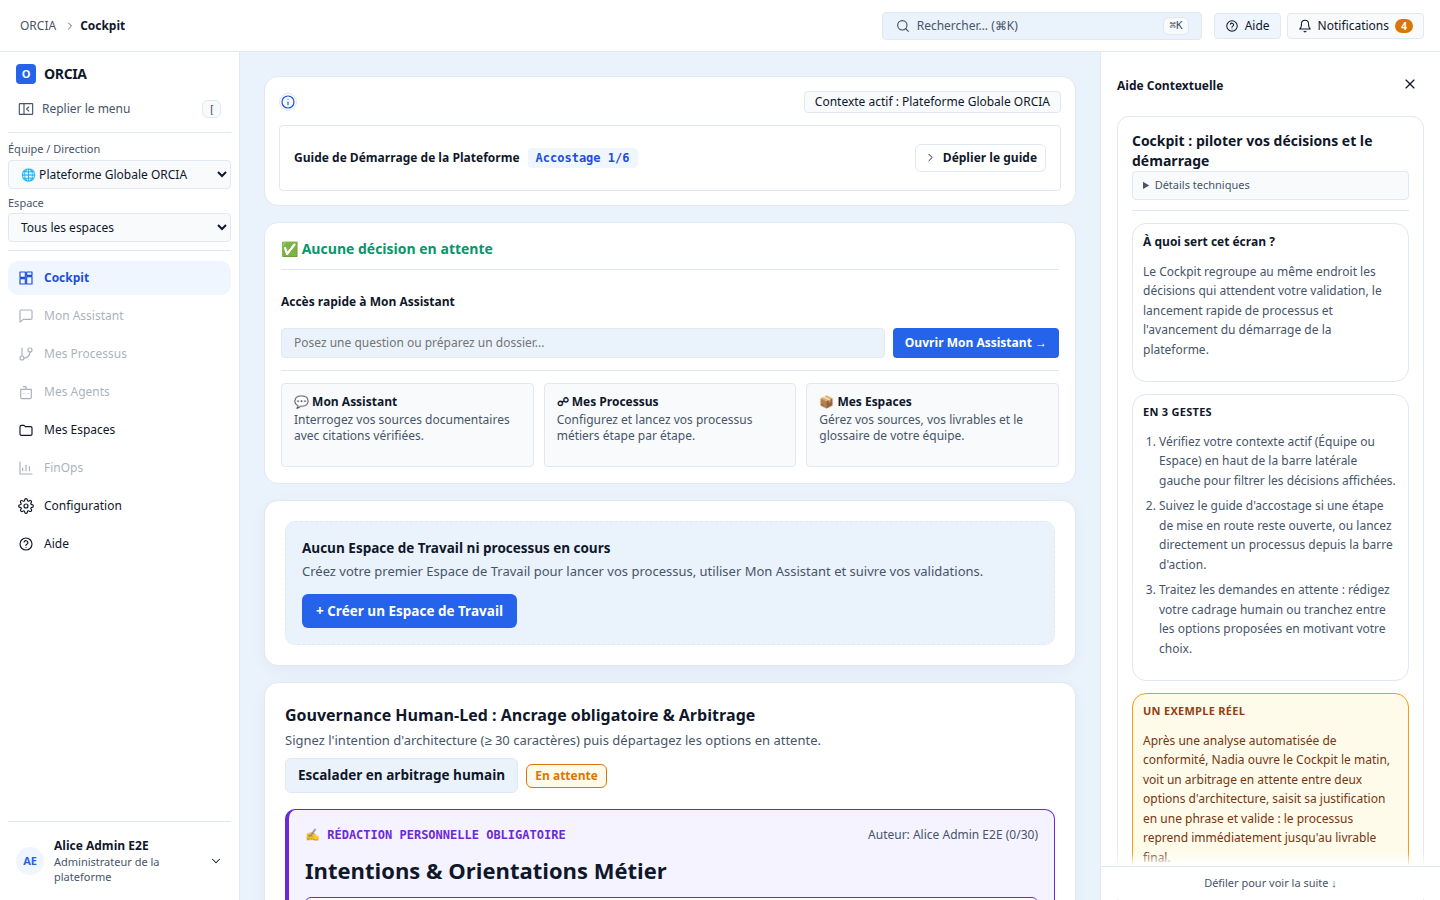 ORCIA > Cockpit
Rechercher... (⌘K)
⌘K
Aide
Notifications 4
O ORCIA
Replier le menu [
Équipe / Direction
🌐 Plateforme Globale ORCIA
Espace
Tous les espaces
Cockpit
Mon Assistant
Mes Processus
Mes Agents
Mes Espaces
FinOps
Configuration
Aide
AE
Alice Admin E2E
Administrateur de la
plateforme
Contexte actif : Plateforme Globale ORCIA
Guide de Démarrage de la Plateforme Accostage 1/6
Déplier le guide
✅ Aucune décision en attente
Accès rapide à Mon Assistant
Posez une question ou préparez un dossier...
Ouvrir Mon Assistant →
💬 Mon Assistant
Interrogez vos sources documentaires
avec citations vérifiées.
☍ Mes Processus
Configurez et lancez vos processus
métiers étape par étape.
📦 Mes Espaces
Gérez vos sources, vos livrables et le
glossaire de votre équipe.
Aucun Espace de Travail ni processus en cours
Créez votre premier Espace de Travail pour lancer vos processus, utiliser Mon Assistant et suivre vos validations.
+ Créer un Espace de Travail
Gouvernance Human-Led : Ancrage obligatoire & Arbitrage
Signez l'intention d'architecture (≥ 30 caractères) puis départagez les options en attente.
Escalader en arbitrage humain
En attente
✍️ RÉDACTION PERSONNELLE OBLIGATOIRE
Auteur: Alice Admin E2E (0/30)
Intentions & Orientations Métier
Aide Contextuelle
Cockpit : piloter vos décisions et le
démarrage
▶ Détails techniques
À quoi sert cet écran ?
Le Cockpit regroupe au même endroit les
décisions qui attendent votre validation, le
lancement rapide de processus et
l'avancement du démarrage de la
plateforme.
EN 3 GESTES
1. Vérifiez votre contexte actif (Équipe ou
Espace) en haut de la barre latérale
gauche pour filtrer les décisions affichées.
2. Suivez le guide d'accostage si une étape
de mise en route reste ouverte, ou lancez
directement un processus depuis la barre
d'action.
3. Traitez les demandes en attente : rédigez
votre cadrage humain ou tranchez entre
les options proposées en motivant votre
choix.
UN EXEMPLE RÉEL
Après une analyse automatisée de
conformité, Nadia ouvre le Cockpit le matin,
voit un arbitrage en attente entre deux
options d'architecture, saisit sa justification
en une phrase et valide : le processus
reprend immédiatement jusqu'au livrable
final.
Défiler pour voir la suite ↓